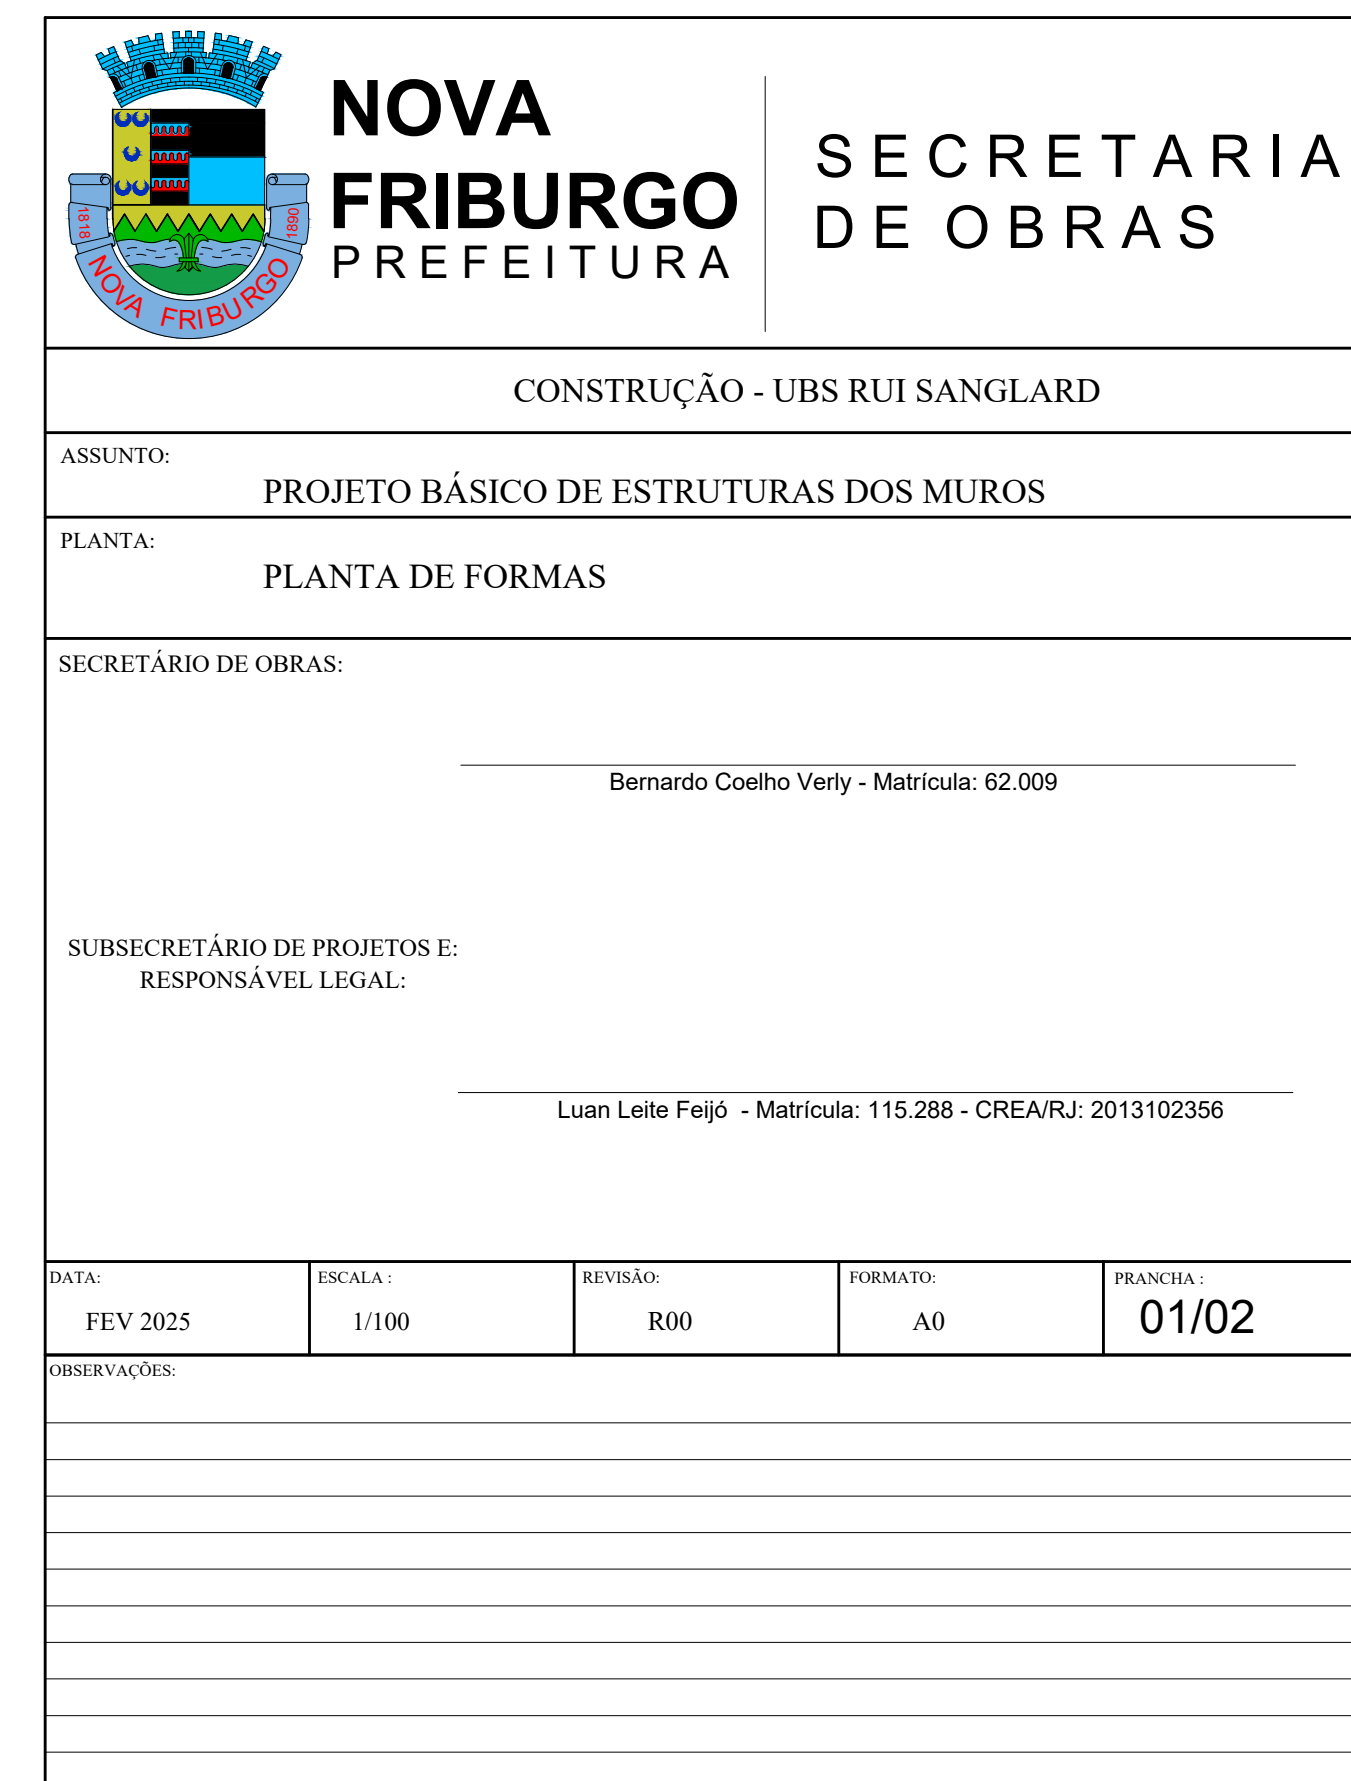 NOVA
FRIBURGO
PREFEITURA
SECRETARIA
DE OBRAS
1818
NOVA FRIBURGO
1890
CONSTRUÇÃO - UBS RUI SANGLARD
ASSUNTO:
PROJETO BÁSICO DE ESTRUTURAS DOS MUROS
PLANTA:
PLANTA DE FORMAS
SECRETÁRIO DE OBRAS:
Bernardo Coelho Verly - Matrícula: 62.009
SUBSECRETÁRIO DE PROJETOS E:
RESPONSÁVEL LEGAL:
Luan Leite Feijó - Matrícula: 115.288 - CREA/RJ: 2013102356
DATA:
FEV 2025
ESCALA :
1/100
REVISÃO:
R00
FORMATO:
A0
PRANCHA :
01/02
OBSERVAÇÕES: